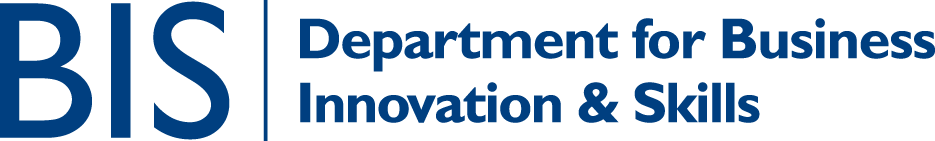 BIS
Department for Business
Innovation & Skills